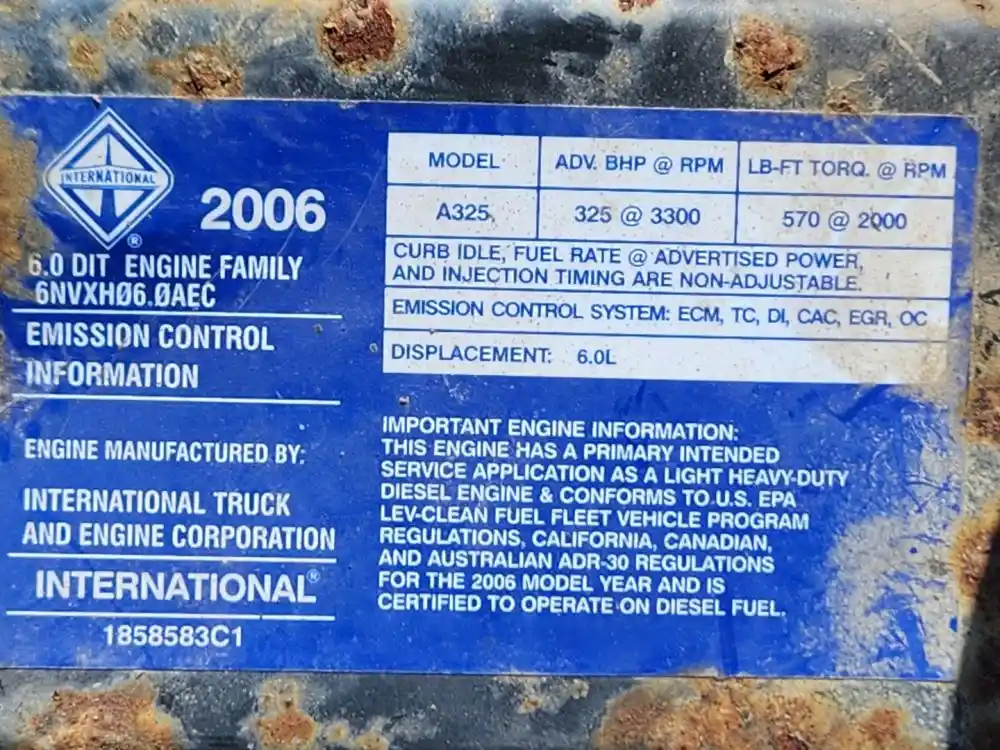 INTERNATIONAL
®
2006
6.0 DIT ENGINE FAMILY
6NVXHØ6.ØAEC
EMISSION CONTROL
INFORMATION
ENGINE MANUFACTURED BY:
INTERNATIONAL TRUCK
AND ENGINE CORPORATION
INTERNATIONAL®
1858583C1
MODEL ADV. BHP @ RPM LB-FT TORQ. @ RPM
A325 325 @ 3300 570 @ 2000
CURB IDLE, FUEL RATE @ ADVERTISED POWER,
AND INJECTION TIMING ARE NON-ADJUSTABLE.
EMISSION CONTROL SYSTEM: ECM, TC, DI, CAC, EGR, OC
DISPLACEMENT: 6.0L
IMPORTANT ENGINE INFORMATION:
THIS ENGINE HAS A PRIMARY INTENDED
SERVICE APPLICATION AS A LIGHT HEAVY-DUTY
DIESEL ENGINE & CONFORMS TO U.S. EPA
LEV-CLEAN FUEL FLEET VEHICLE PROGRAM
REGULATIONS, CALIFORNIA, CANADIAN,
AND AUSTRALIAN ADR-30 REGULATIONS
FOR THE 2006 MODEL YEAR AND IS
CERTIFIED TO OPERATE ON DIESEL FUEL.